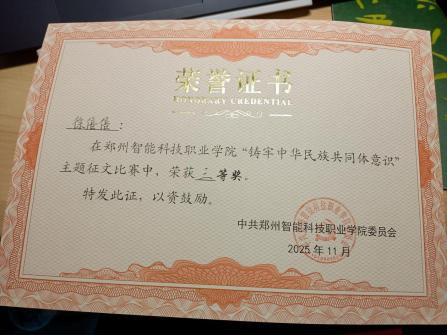 荣誉证书
HONORARY CREDENTIAL
徐
在郑州智能科技职业学院“铸牢中华民族共同体意识”
主题征文比赛中，荣获三等奖。
特发此证，以资鼓励。
中共郑州智能科技职业学院委员会
2025年11月